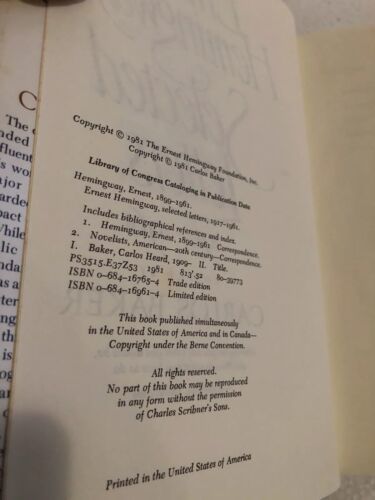 Copyright © 1981 The Ernest Hemingway Foundation, Inc.
Copyright © 1981 Carlos Baker
Library of Congress Cataloging in Publication Data
Hemingway, Ernest, 1899-1961.
Ernest Hemingway, selected letters, 1917-1961.
Includes bibliographical references and index.
1. Hemingway, Ernest, 1899-1961 Correspondence.
2. Novelists, American—20th century—Correspondence.
I. Baker, Carlos Heard, 1909- II. Title.
PS3515.E37Z53 1981 813'.52 80-29773
ISBN 0-684-16765-4 Trade edition
ISBN 0-684-16961-4 Limited edition
This book published simultaneously
in the United States of America and in Canada—
Copyright under the Berne Convention.
All rights reserved.
No part of this book may be reproduced
in any form without the permission
of Charles Scribner's Sons.
Printed in the United States of America